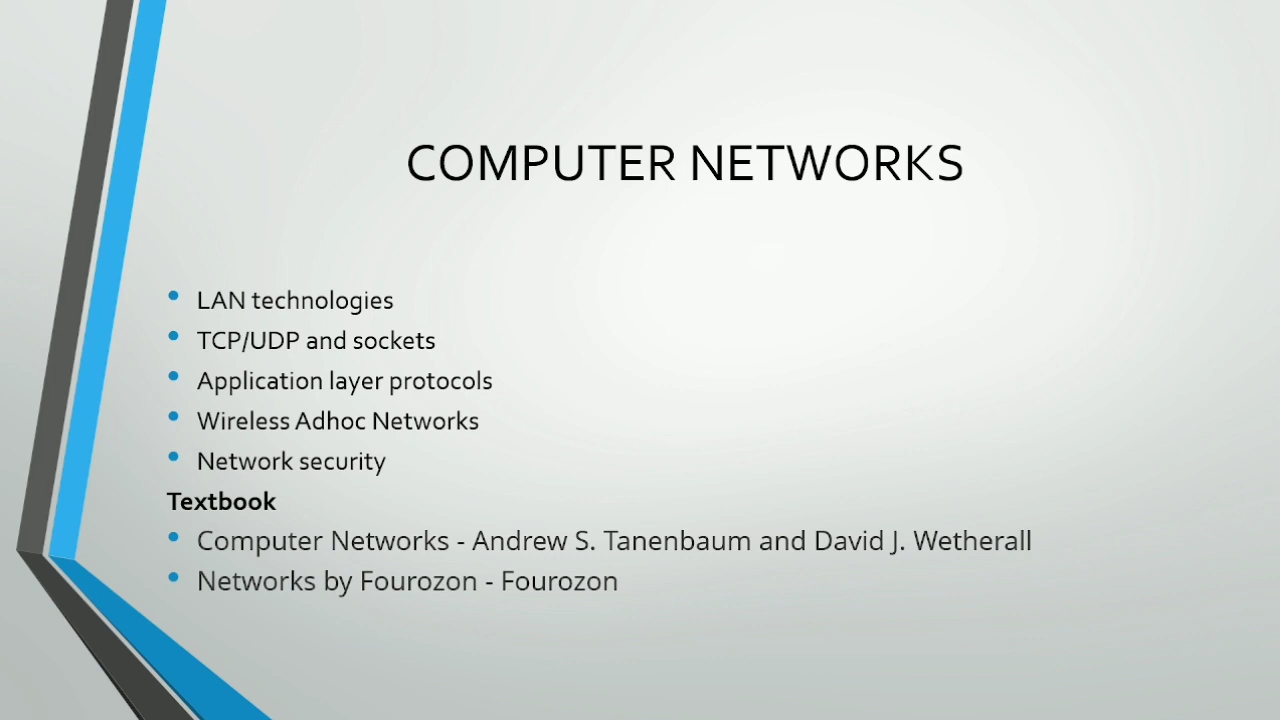 COMPUTER NETWORKS
LAN technologies
TCP/UDP and sockets
Application layer protocols
Wireless Adhoc Networks
Network security
Textbook
Computer Networks - Andrew S. Tanenbaum and David J. Wetherall
Networks by Fourozon - Fourozon